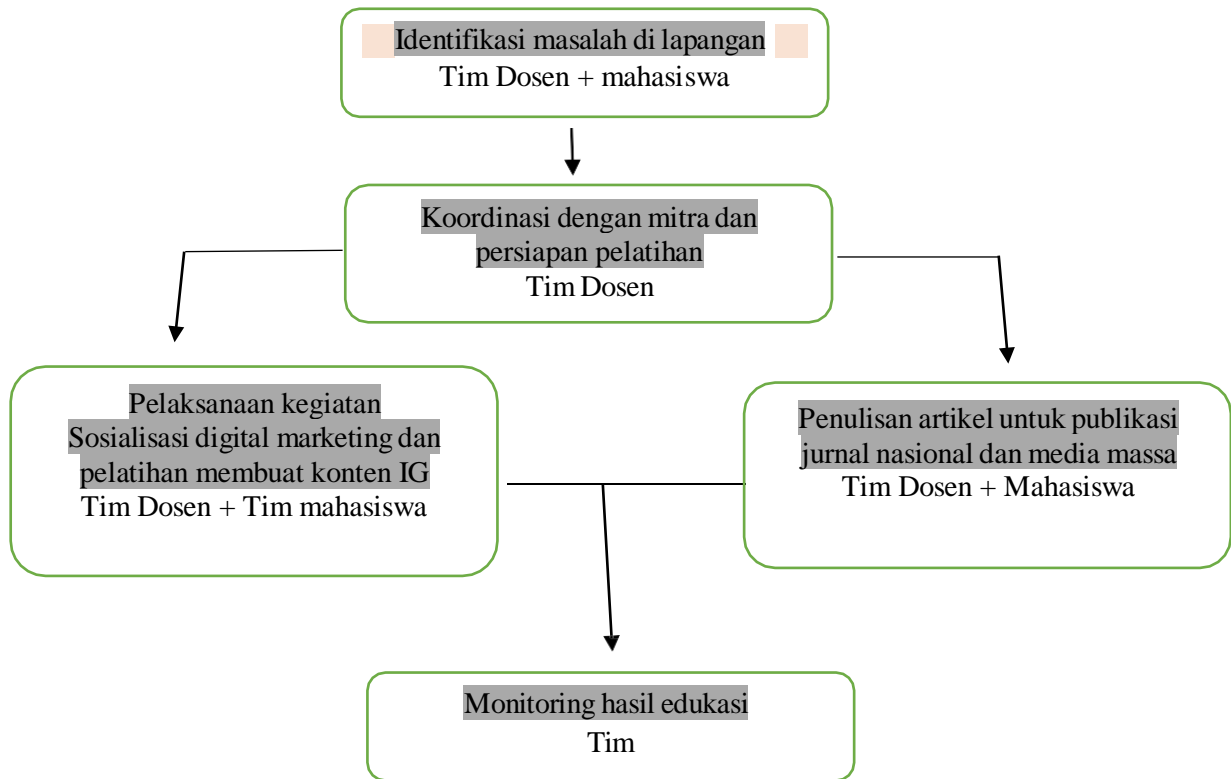 Identifikasi masalah di lapangan
Tim Dosen + mahasiswa
Koordinasi dengan mitra dan
persiapan pelatihan
Tim Dosen
Pelaksanaan kegiatan
Sosialisasi digital marketing dan
pelatihan membuat konten IG
Tim Dosen + Tim mahasiswa
Penulisan artikel untuk publikasi
jurnal nasional dan media massa
Tim Dosen + Mahasiswa
Monitoring hasil edukasi
Tim